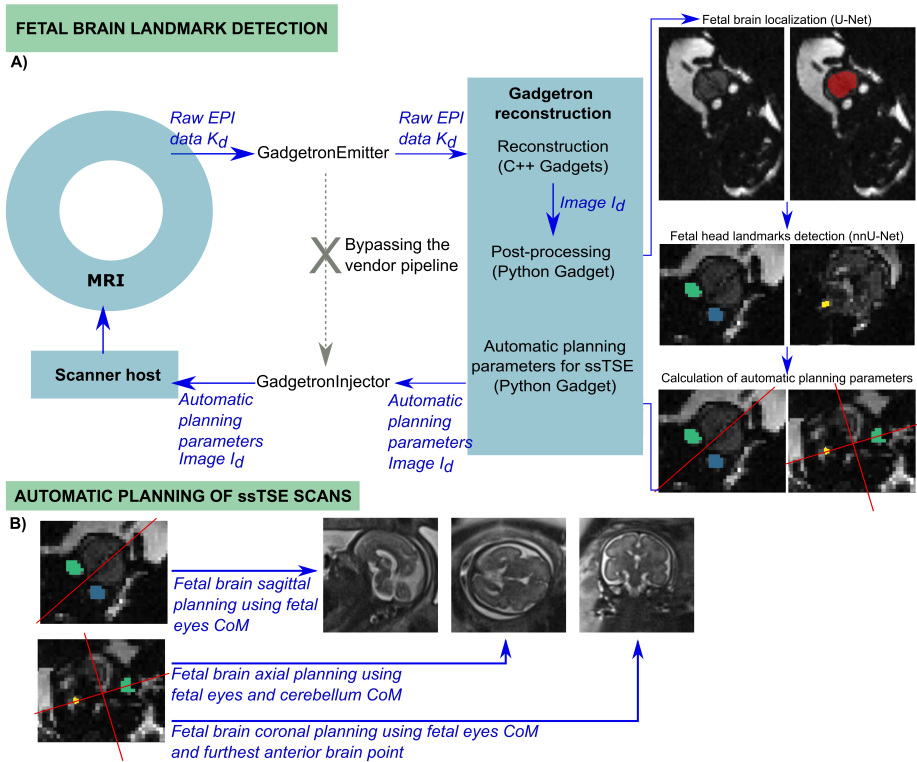 FETAL BRAIN LANDMARK DETECTION
A)
MRI
Scanner host
Raw EPI
data Kd
GadgetronEmitter
Raw EPI
data Kd
Bypassing the
vendor pipeline
X
GadgetronInjector
Automatic
planning
parameters
Image Id
Automatic
planning
parameters
Image Id
Gadgetron
reconstruction
Reconstruction
(C++ Gadgets)
Image Id
Post-processing
(Python Gadget)
Automatic planning
parameters for ssTSE
(Python Gadget)
Fetal brain localization (U-Net)
Fetal head landmarks detection (nnU-Net)
Calculation of automatic planning parameters
AUTOMATIC PLANNING OF ssTSE SCANS
B)
Fetal brain sagittal
planning using fetal
eyes CoM
Fetal brain axial planning using
fetal eyes and cerebellum CoM
Fetal brain coronal planning using fetal eyes CoM
and furthest anterior brain point